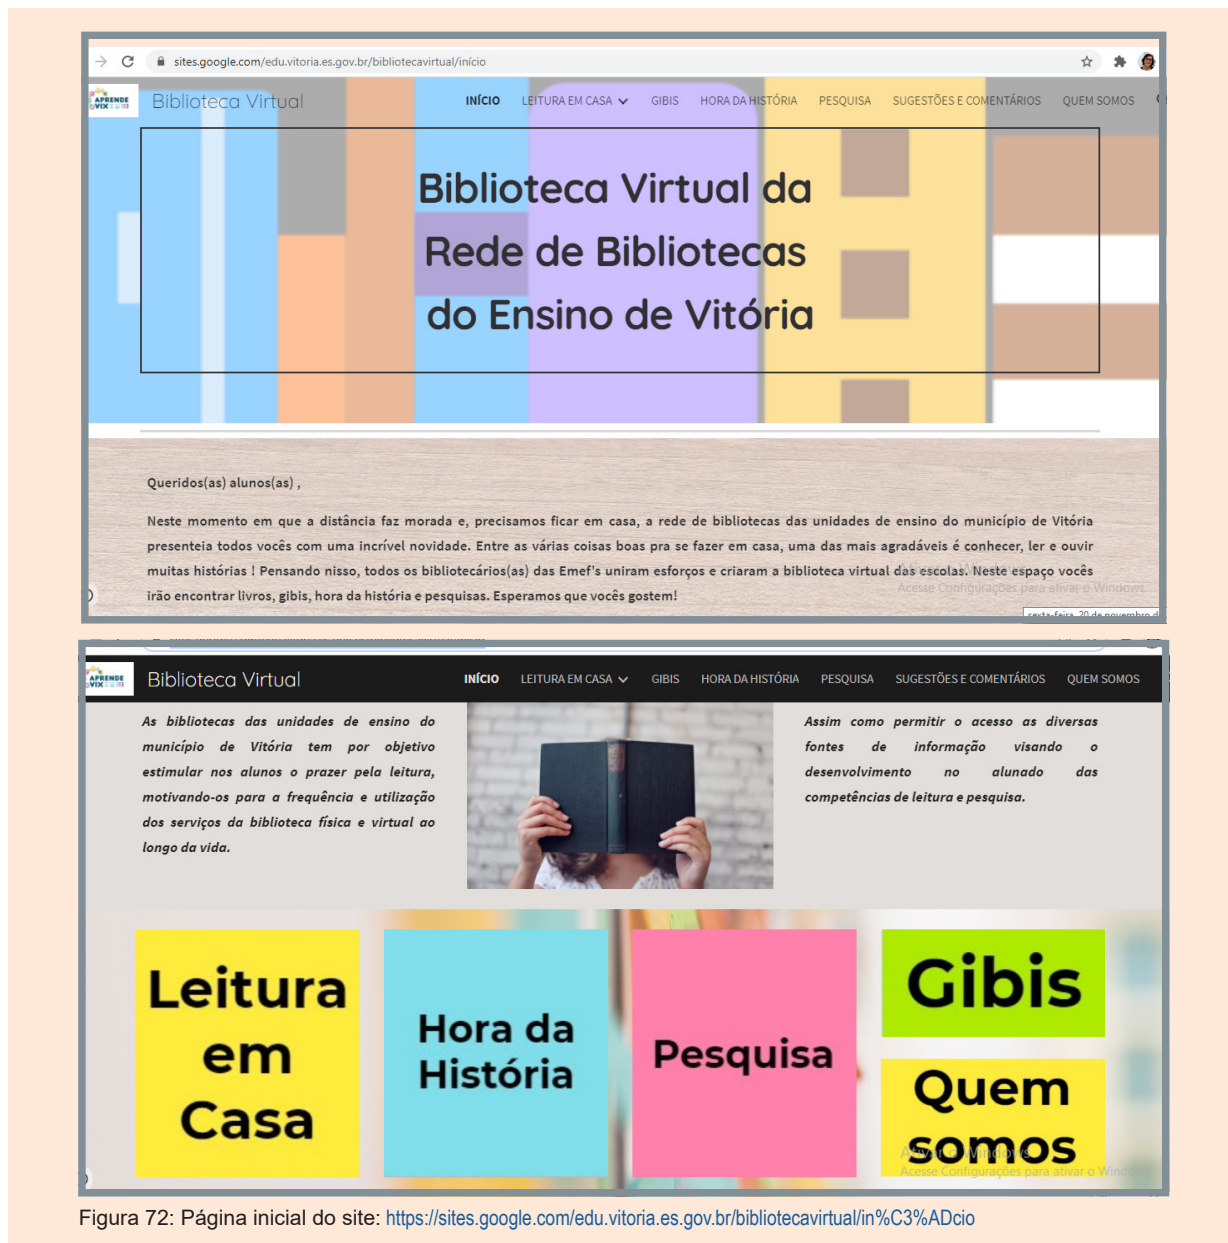 sites.google.com/edu.vitoria.es.gov.br/bibliotecavirtual/início
APRENDE
VIX
Biblioteca Virtual
INÍCIO LEITURA EM CASA GIBIS HORA DA HISTÓRIA PESQUISA SUGESTÕES E COMENTÁRIOS QUEM SOMOS
Biblioteca Virtual da
Rede de Bibliotecas
do Ensino de Vitória
Queridos(as) alunos(as) ,
Neste momento em que a distância faz morada e, precisamos ficar em casa, a rede de bibliotecas das unidades de ensino do município de Vitória
presenteia todos vocês com uma incrível novidade. Entre as várias coisas boas pra se fazer em casa, uma das mais agradáveis é conhecer, ler e ouvir
muitas histórias ! Pensando nisso, todos os bibliotecários(as) das Emef's uniram esforços e criaram a biblioteca virtual das escolas. Neste espaço vocês
irão encontrar livros, gibis, hora da história e pesquisas. Esperamos que vocês gostem!
Ativar o Windows
Acesse Configurações para ativar o Windows.
sexta-feira, 20 de novembro d
APRENDE
VIX
Biblioteca Virtual
INÍCIO LEITURA EM CASA GIBIS HORA DA HISTÓRIA PESQUISA SUGESTÕES E COMENTÁRIOS QUEM SOMOS
As bibliotecas das unidades de ensino do
município de Vitória tem por objetivo
estimular nos alunos o prazer pela leitura,
motivando-os para a frequência e utilização
dos serviços da biblioteca física e virtual ao
longo da vida.
Assim como permitir o acesso as diversas
fontes de informação visando o
desenvolvimento no alunado das
competências de leitura e pesquisa.
Leitura
em
Casa
Hora da
História
Pesquisa
Gibis
Quem
somos
Ativar o Windows
Acesse Configurações para ativar o Windows.
Figura 72: Página inicial do site: https://sites.google.com/edu.vitoria.es.gov.br/bibliotecavirtual/in%C3%ADcio